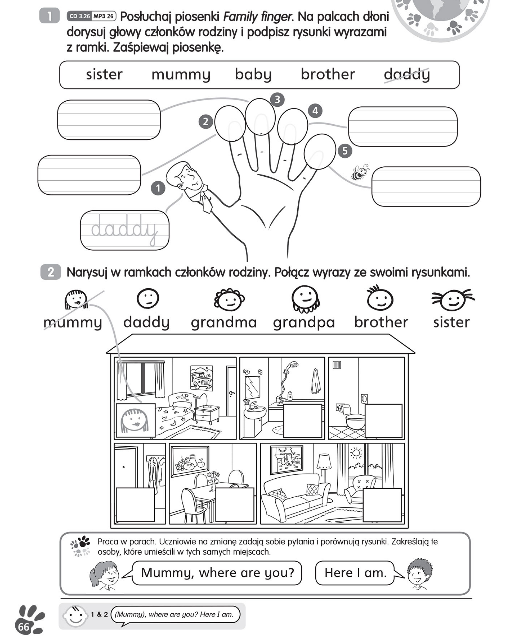 1 CD 3.26 MP3 26 Posłuchaj piosenki Family finger. Na palcach dłoni
dorysuj głowy członków rodziny i podpisz rysunki wyrazami
z ramki. Zaśpiewaj piosenkę.
sister mummy baby brother daddy
3
2
4
5
1
daddy
2 Narysuj w ramkach członków rodziny. Połącz wyrazy ze swoimi rysunkami.
mummy daddy grandma grandpa brother sister
Praca w parach. Uczniowie na zmianę zadają sobie pytania i porównują rysunki. Zakreślają te
osoby, które umieścili w tych samych miejscach.
Mummy, where are you? Here I am.
66
1 & 2 (Mummy), where are you? Here I am.